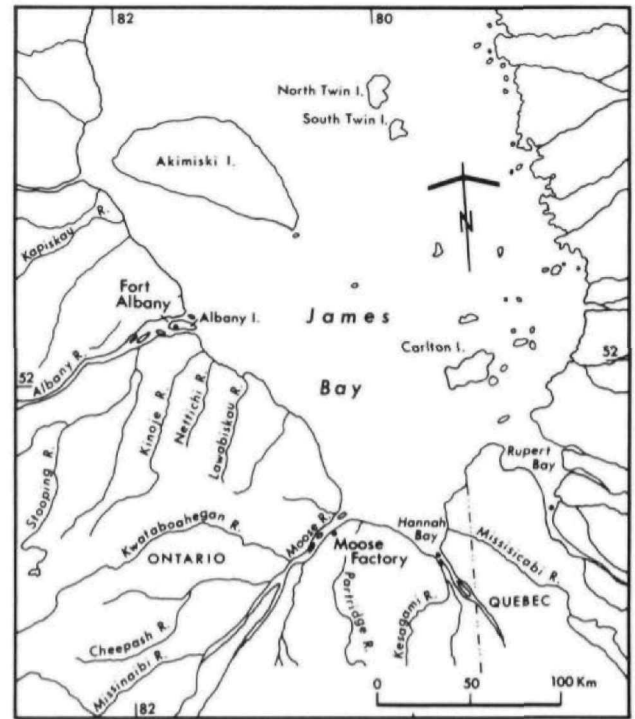 82
80
North Twin I.
South Twin I.
Akimiski I.
N
Kapiskau R.
Fort
Albany
Albany I.
James
Bay
Carlton I.
Albany R.
52
52
Kinoje R.
Nettichi R.
Lawabiskau R.
Stooping R.
Rupert
Bay
Kwataboahegan R.
Moose R.
Hannah
Bay
Missisicabi R.
ONTARIO
Moose
Factory
Partridge R.
Kesagami R.
QUEBEC
Cheepash R.
Missinaibi R.
0 50 100 Km
82